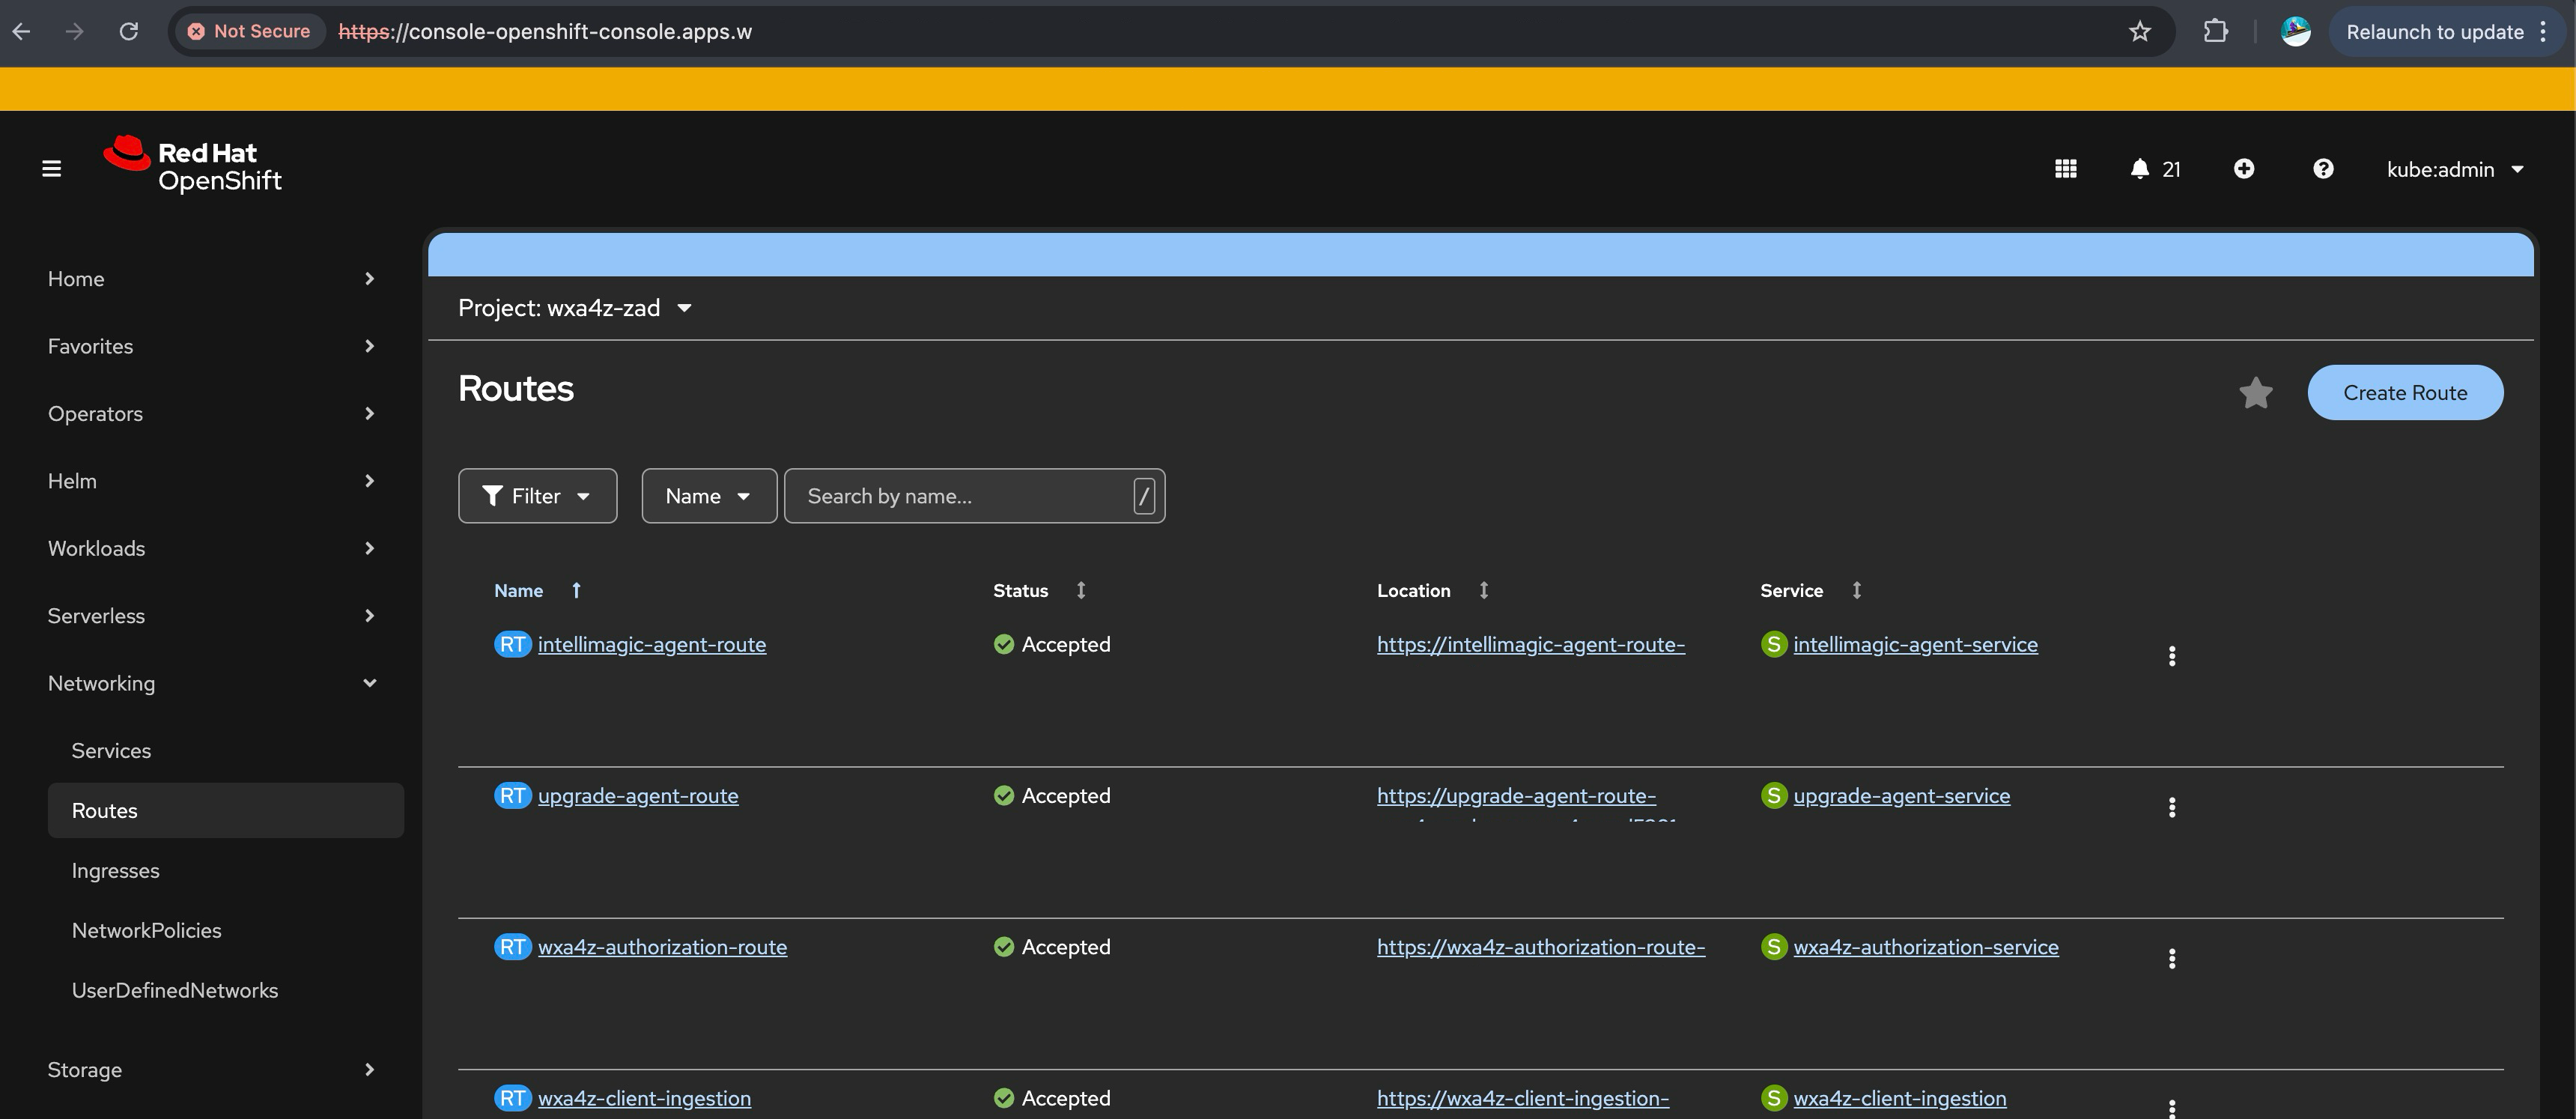 Not Secure https://console-openshift-console.apps.w Relaunch to update
Red Hat
OpenShift
21 kube:admin
Home
Favorites
Operators
Helm
Workloads
Serverless
Networking
Services
Routes
Ingresses
NetworkPolicies
UserDefinedNetworks
Storage
Project: wxa4z-zad
Routes
Create Route
Filter Name Search by name... /
Name Status Location Service
RT intellimagic-agent-route Accepted https://intellimagic-agent-route- S intellimagic-agent-service
RT upgrade-agent-route Accepted https://upgrade-agent-route- S upgrade-agent-service
RT wxa4z-authorization-route Accepted https://wxa4z-authorization-route- S wxa4z-authorization-service
RT wxa4z-client-ingestion Accepted https://wxa4z-client-ingestion- S wxa4z-client-ingestion